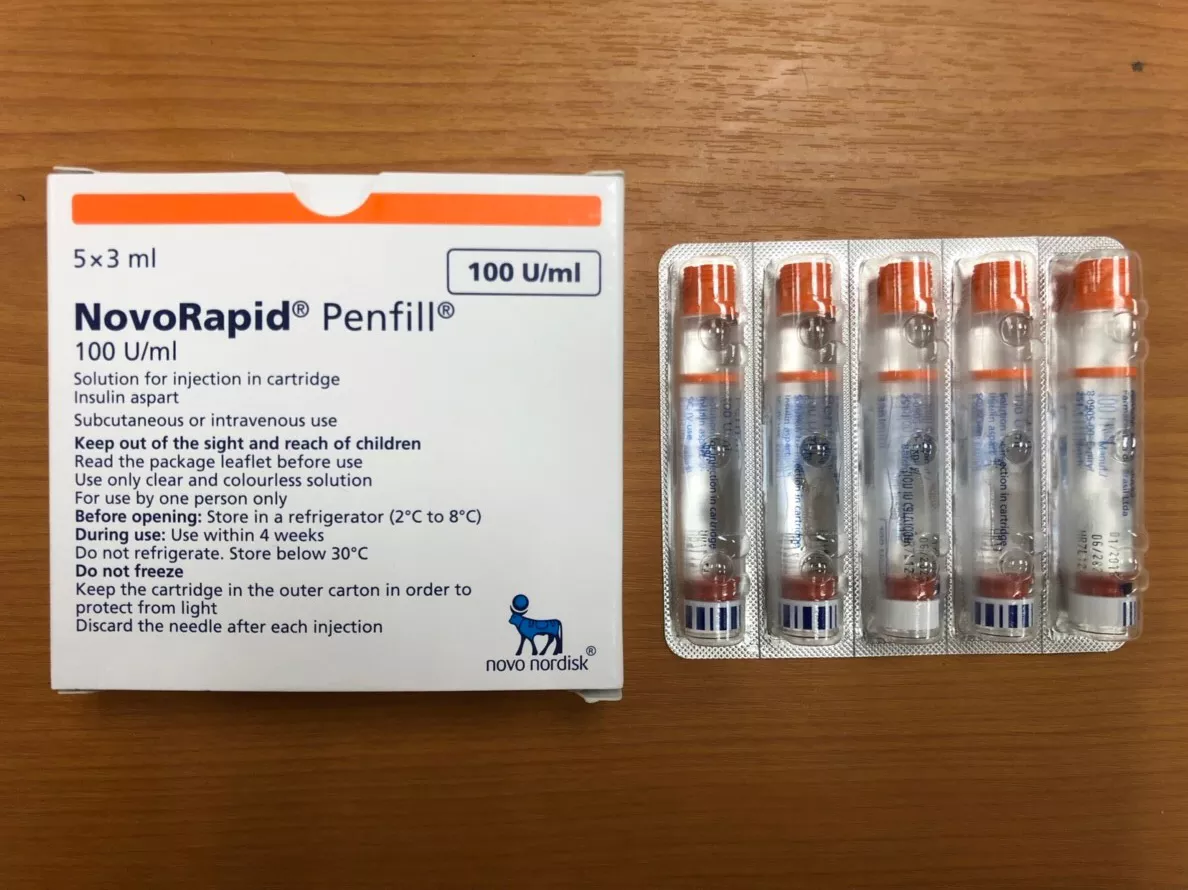 5×3 ml
100 U/ml
NovoRapid® Penfill®
100 U/ml
Solution for injection in cartridge
Insulin aspart
Subcutaneous or intravenous use
Keep out of the sight and reach of children
Read the package leaflet before use
Use only clear and colourless solution
For use by one person only
Before opening: Store in a refrigerator (2°C to 8°C)
During use: Use within 4 weeks
Do not refrigerate. Store below 30°C
Do not freeze
Keep the cartridge in the outer carton in order to
protect from light
Discard the needle after each injection
novo nordisk®